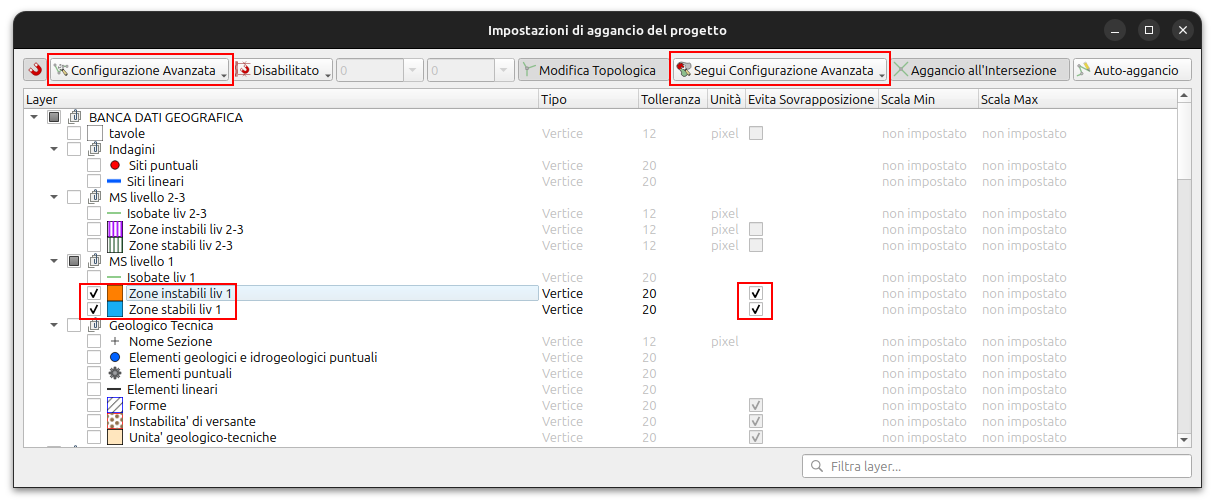 Impostazioni di aggancio del progetto
Configurazione Avanzata Disabilitato 0 0 Modifica Topologica Segui Configurazione Avanzata Aggancio all'Intersezione Auto-aggancio
Layer Tipo Tolleranza Unità Evita Sovrapposizione Scala Min Scala Max
BANCA DATI GEOGRAFICA
tavole Vertice 12 pixel non impostato non impostato
Indagini
Siti puntuali Vertice 20 non impostato non impostato
Siti lineari Vertice 20 non impostato non impostato
MS livello 2-3
Isobate liv 2-3 Vertice 12 pixel non impostato non impostato
Zone instabili liv 2-3 Vertice 12 pixel non impostato non impostato
Zone stabili liv 2-3 Vertice 12 pixel non impostato non impostato
MS livello 1
Isobate liv 1 Vertice 20 non impostato non impostato
Zone instabili liv 1 Vertice 20 non impostato non impostato
Zone stabili liv 1 Vertice 20 non impostato non impostato
Geologico Tecnica
Nome Sezione Vertice 12 pixel non impostato non impostato
Elementi geologici e idrogeologici puntuali Vertice 20 non impostato non impostato
Elementi puntuali Vertice 20 non impostato non impostato
Elementi lineari Vertice 20 non impostato non impostato
Forme Vertice 20 non impostato non impostato
Instabilita' di versante Vertice 20 non impostato non impostato
Unita' geologico-tecniche Vertice 20 non impostato non impostato
Filtra layer...